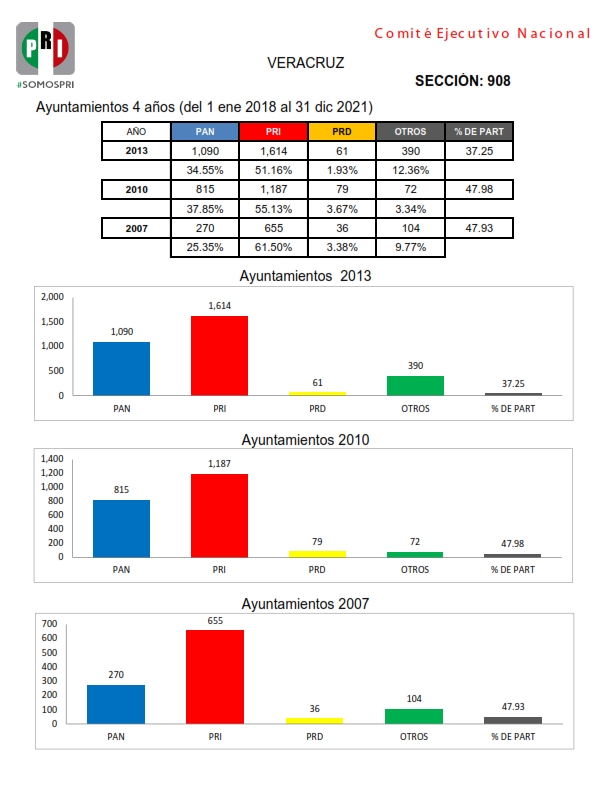 Comité Ejecutivo Nacional
PRI
#SOMOSPRI
VERACRUZ
SECCIÓN: 908
Ayuntamientos 4 años (del 1 ene 2018 al 31 dic 2021)
AÑO PAN PRI PRD OTROS % DE PART
2013 1,090 1,614 61 390 37.25
34.55% 51.16% 1.93% 12.36%
2010 815 1,187 79 72 47.98
37.85% 55.13% 3.67% 3.34%
2007 270 655 36 104 47.93
25.35% 61.50% 3.38% 9.77%
Ayuntamientos 2013
2,000
1,500
1,000
500
0
1,090 1,614 61 390 37.25
PAN PRI PRD OTROS % DE PART
Ayuntamientos 2010
1,400
1,200
1,000
800
600
400
200
0
815 1,187 79 72 47.98
PAN PRI PRD OTROS % DE PART
Ayuntamientos 2007
700
600
500
400
300
200
100
0
270 655 36 104 47.93
PAN PRI PRD OTROS % DE PART